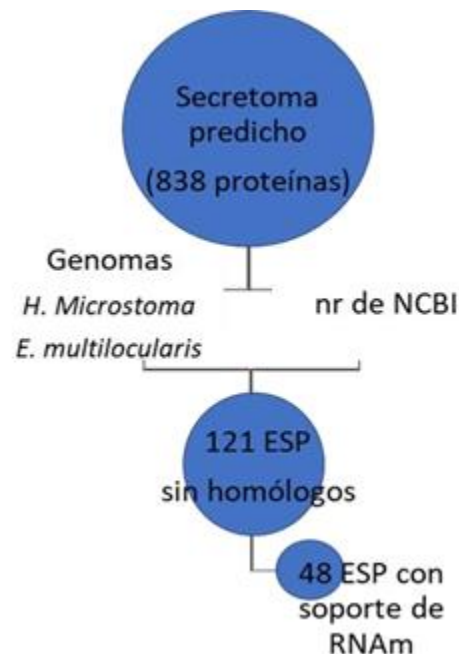 Secretoma
predicho
(838 proteínas)
Genomas
H. Microstoma
E. multilocularis
nr de NCBI
121 ESP
sin homólogos
48 ESP con
soporte de
RNAm